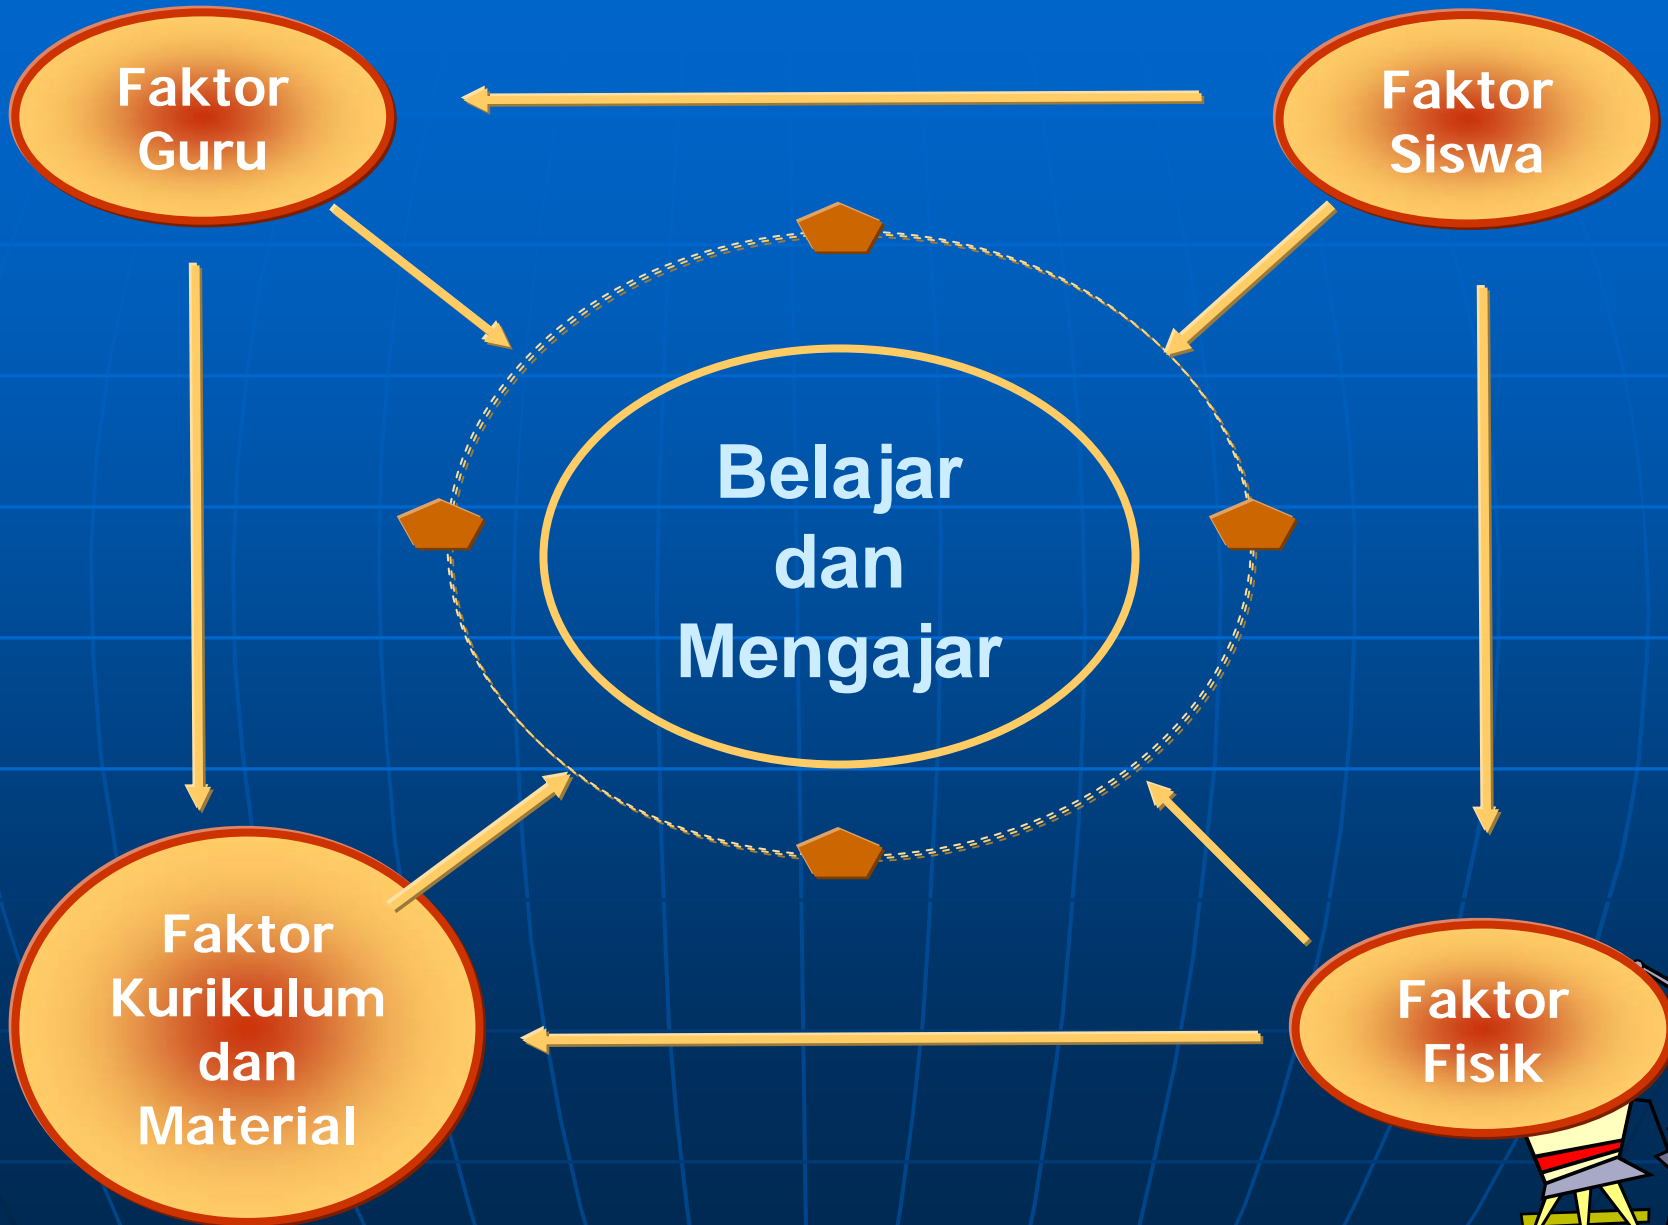 Faktor
Guru
Faktor
Siswa
Belajar
dan
Mengajar
Faktor
Kurikulum
dan
Material
Faktor
Fisik